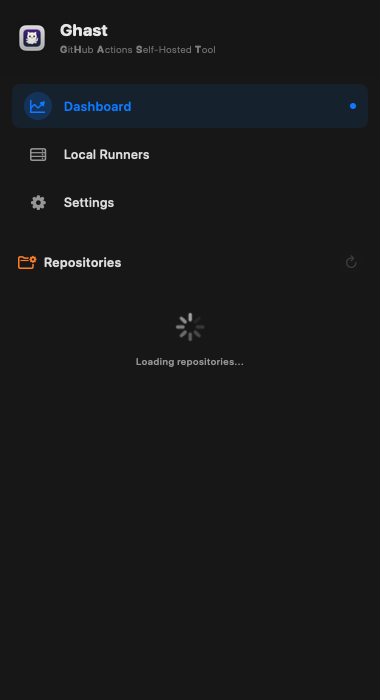 Ghast
GitHub Actions Self-Hosted Tool
Dashboard
Local Runners
Settings
Repositories
Loading repositories...